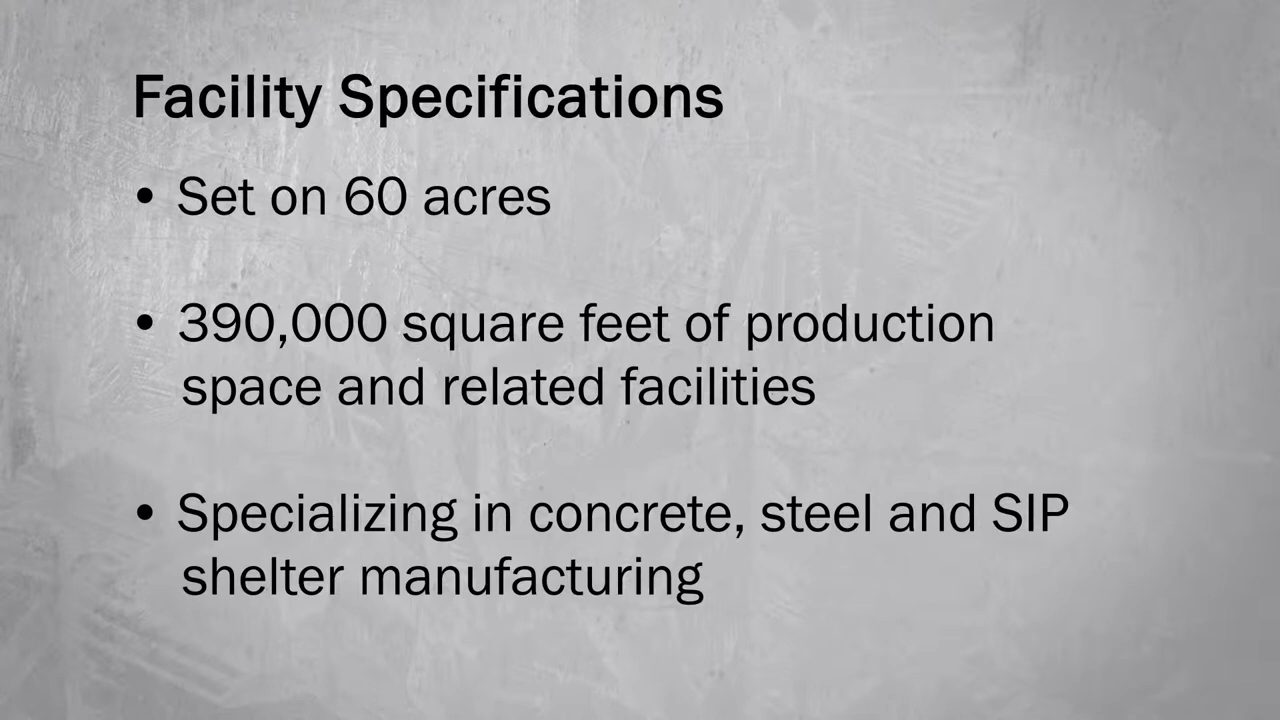 Facility Specifications
• Set on 60 acres
• 390,000 square feet of production
space and related facilities
• Specializing in concrete, steel and SIP
shelter manufacturing